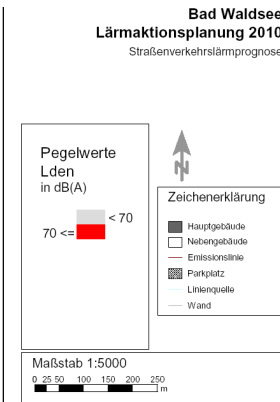 Bad Waldsee
Lärmaktionsplanung 2010
Straßenverkehrslärmprognose
Pegelwerte
Lden
in dB(A)
< 70
70 <=
N
Zeichenerklärung
Hauptgebäude
Nebengebäude
Emissionslinie
Parkplatz
Linienquelle
Wand
Maßstab 1:5000
0 25 50 100 150 200 250
m